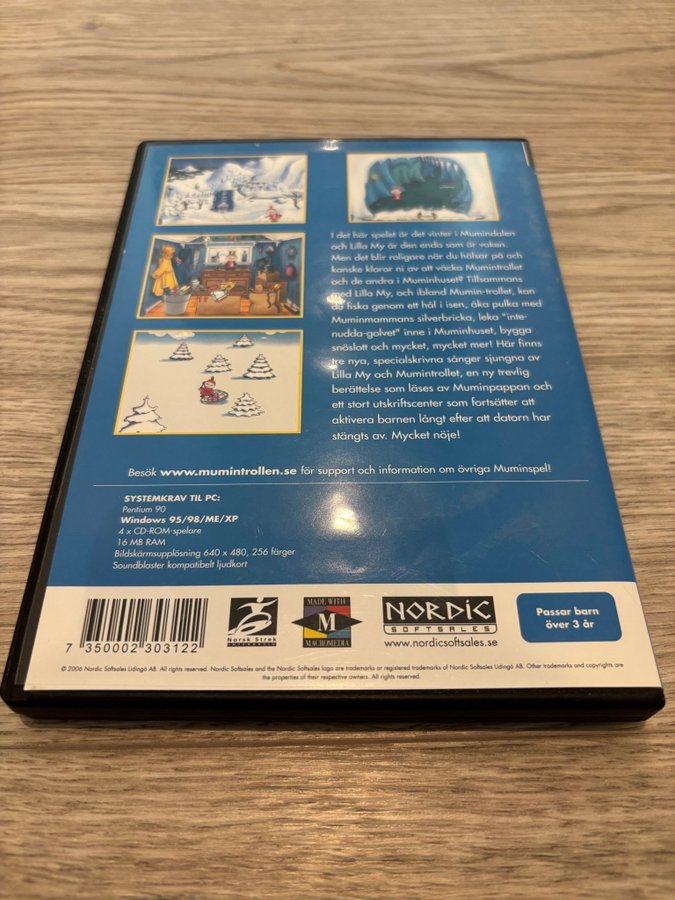 I det här spelet är det vinter i Mumindalen
och Lilla My är den enda som är vaken.
Men det blir roligare när du hälsar på och
kanske klarar ni av att väcka Mumintrollet
och de andra i Muminhuset? Tillsammans
med Lilla My, och ibland Mumin-trollet, kan
du fiska genom ett hål i isen, åka pulka med
Muminmammans silverbricka, leka "inte-
nudda-golvet" inne i Muminhuset, bygga
snöslott och mycket, mycket mer! Här finns
tre nya, specialskrivna sånger sjungna av
Lilla My och Mumintrollet, en ny trevlig
berättelse som läses av Muminpappan och
ett stort utskriftscenter som fortsätter att
aktivera barnen långt efter att datorn har
stängts av. Mycket nöje!
Besök www.mumintrollen.se för support och information om övriga Muminspel!
SYSTEMKRAV TIL PC:
Pentium 90
Windows 95/98/ME/XP
4 x CD-ROM-spelare
16 MB RAM
Bildskärmsupplösning 640 x 480, 256 färger
Soundblaster kompatibelt ljudkort
7 350002 303122
Norsk Strek
INTERAKTIV
MADE WITH
M
MACROMEDIA
NORDIC
SOFTSALES
www.nordicsoftsales.se
Passar barn
över 3 år
© 2006 Nordic Softsales Lidingö AB. All rights reserved. Nordic Softsales and the Nordic Softsales logo are trademarks or registered trademarks of Nordic Softsales Lidingö AB. Other trademarks and copyrights are
the properties of their respective owners. All rights reserved.